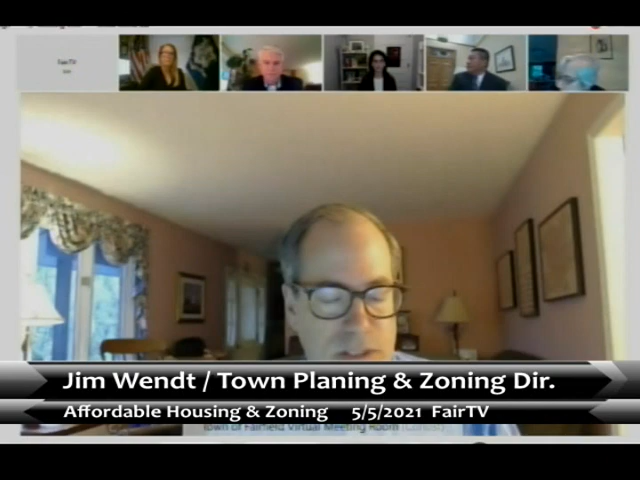 FairTV
Jim Wendt / Town Planing & Zoning Dir.
Affordable Housing & Zoning 5/5/2021 FairTV
Town of Fairfield Virtual Meeting Room